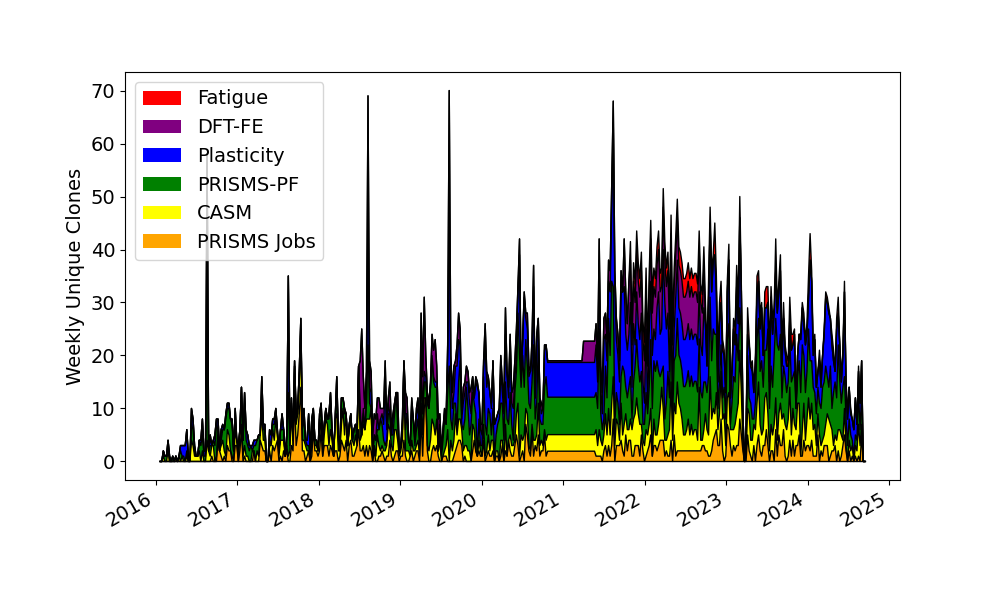 Weekly Unique Clones
70
60
50
40
30
20
10
0
Fatigue
DFT-FE
Plasticity
PRISMS-PF
CASM
PRISMS Jobs
2016
2017
2018
2019
2020
2021
2022
2023
2024
2025